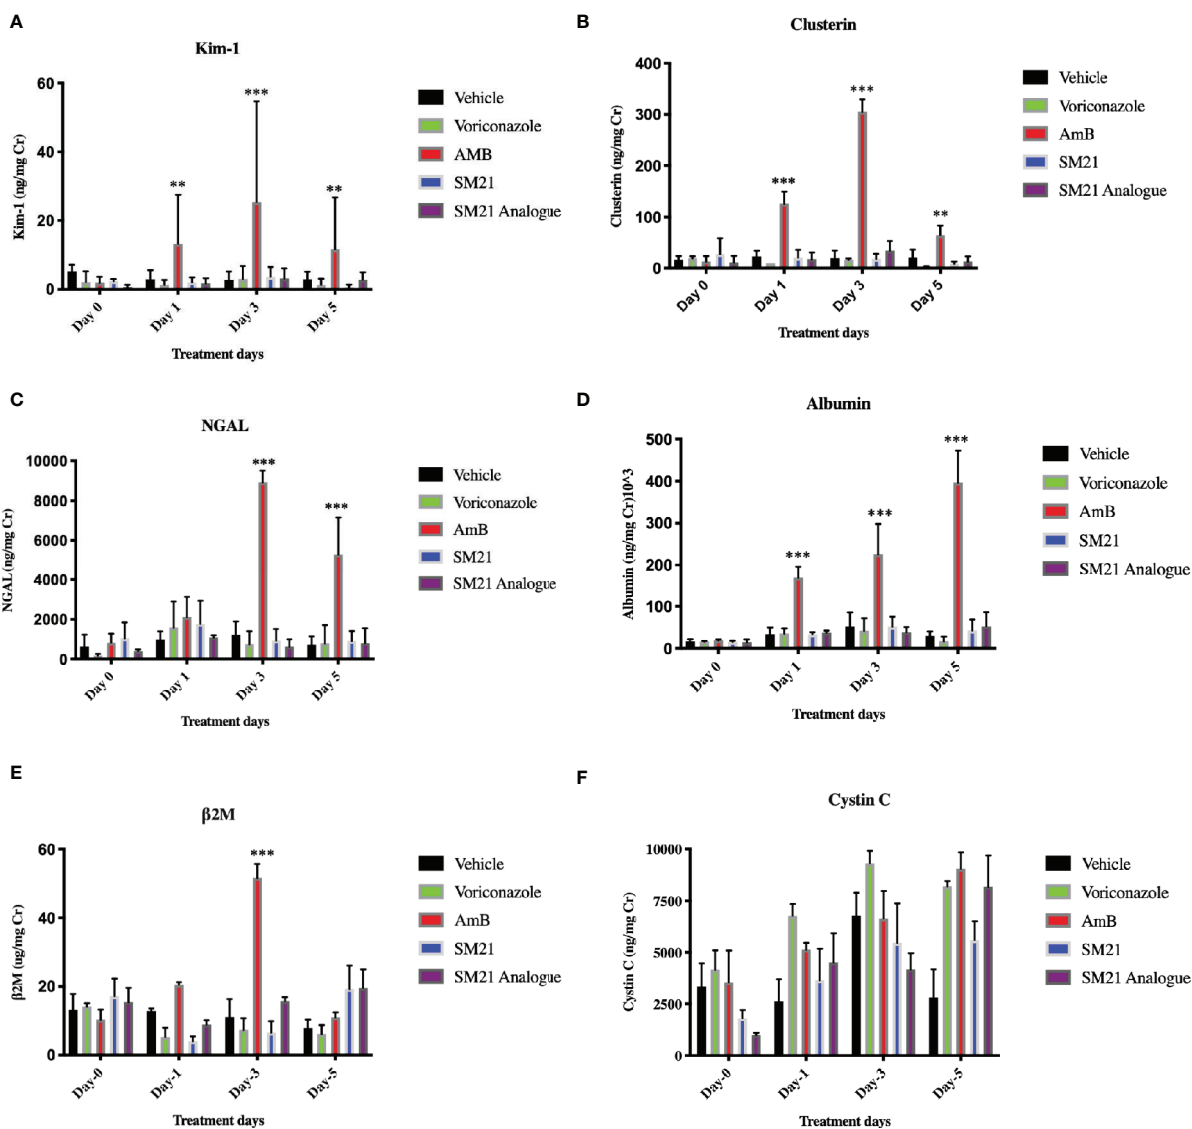 A
Kim-1
Kim-1 (ng/mg Cr)
60
40
20
0
**
***
**
Day 0
Day 1
Day 3
Day 5
Treatment days
Vehicle
Voriconazole
AMB
SM21
SM21 Analogue
B
Clusterin
Clusterin (ng/mg Cr)
400
300
200
100
0
***
***
**
Day 0
Day 1
Day 3
Day 5
Treatment days
Vehicle
Voriconazole
AmB
SM21
SM21 Analogue
C
NGAL
NGAL (ng/mg Cr)
10000
8000
6000
4000
2000
0
***
***
Day 0
Day 1
Day 3
Day 5
Treatment days
Vehicle
Voriconazole
AmB
SM21
SM21 Analogue
D
Albumin
Albumin (ng/mg Cr)10^3
500
400
300
200
100
0
***
***
***
Day 0
Day 1
Day 3
Day 5
Treatment days
Vehicle
Voriconazole
AmB
SM21
SM21 Analogue
E
β2M
β2M (ug/mg Cr)
60
40
20
0
***
Day-0
Day-1
Day-3
Day-5
Treatment days
Vehicle
Voriconazole
AmB
SM21
SM21 Analogue
F
Cystin C
Cystin C (ng/mg Cr)
10000
7500
5000
2500
0
Day-0
Day-1
Day-3
Day-5
Treatment days
Vehicle
Voriconazole
AmB
SM21
SM21 Analogue